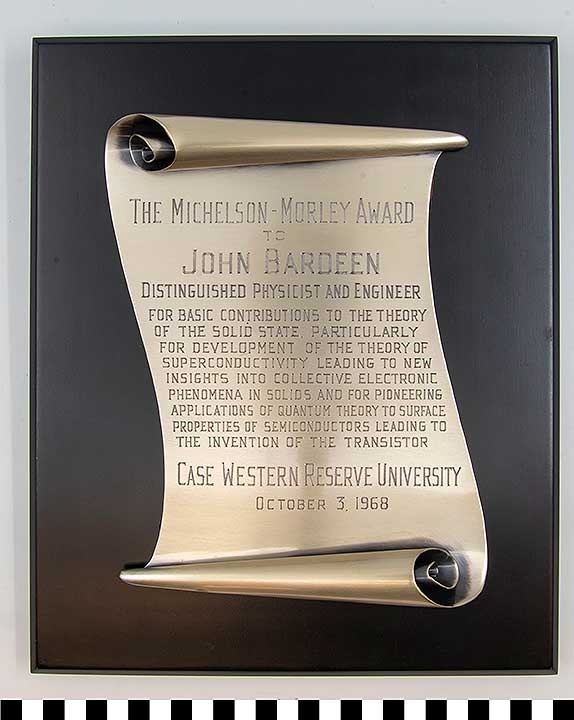 THE MICHELSON-MORLEY AWARD
TO
JOHN BARDEEN
DISTINGUISHED PHYSICIST AND ENGINEER
FOR BASIC CONTRIBUTIONS TO THE THEORY
OF THE SOLID STATE, PARTICULARLY
FOR DEVELOPMENT OF THE THEORY OF
SUPERCONDUCTIVITY LEADING TO NEW
INSIGHTS INTO COLLECTIVE ELECTRONIC
PHENOMENA IN SOLIDS AND FOR PIONEERING
APPLICATIONS OF QUANTUM THEORY TO SURFACE
PROPERTIES OF SEMICONDUCTORS LEADING TO
THE INVENTION OF THE TRANSISTOR
CASE WESTERN RESERVE UNIVERSITY
OCTOBER 3, 1968